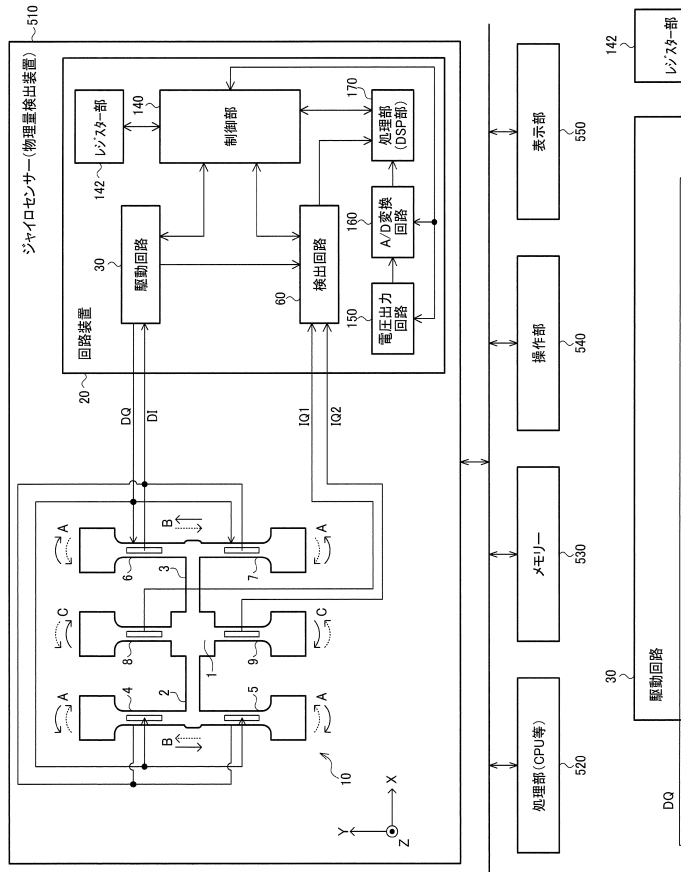 510
ジャイロセンサー(物理量検出装置)
20
回路装置
30
駆動回路
142
レジスター部
140
制御部
60
検出回路
150
電圧出力
回路
160
A/D変換
回路
170
処理部
(DSP部)
DQ
DI
IQ1
IQ2
A
C
A
4
8
6
B
B
2
1
3
5
9
7
A
C
A
10
Y
X
Z
520
処理部(CPU等)
530
メモリー
540
操作部
550
表示部
30
駆動回路
DQ
142
レジスター部